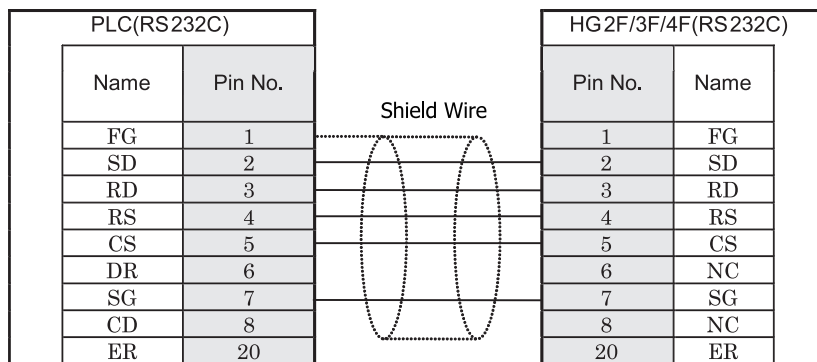 PLC(RS232C) HG2F/3F/4F(RS232C)
Name Pin No. Shield Wire Pin No. Name
FG 1 1 FG
SD 2 2 SD
RD 3 3 RD
RS 4 4 RS
CS 5 5 CS
DR 6 6 NC
SG 7 7 SG
CD 8 8 NC
ER 20 20 ER